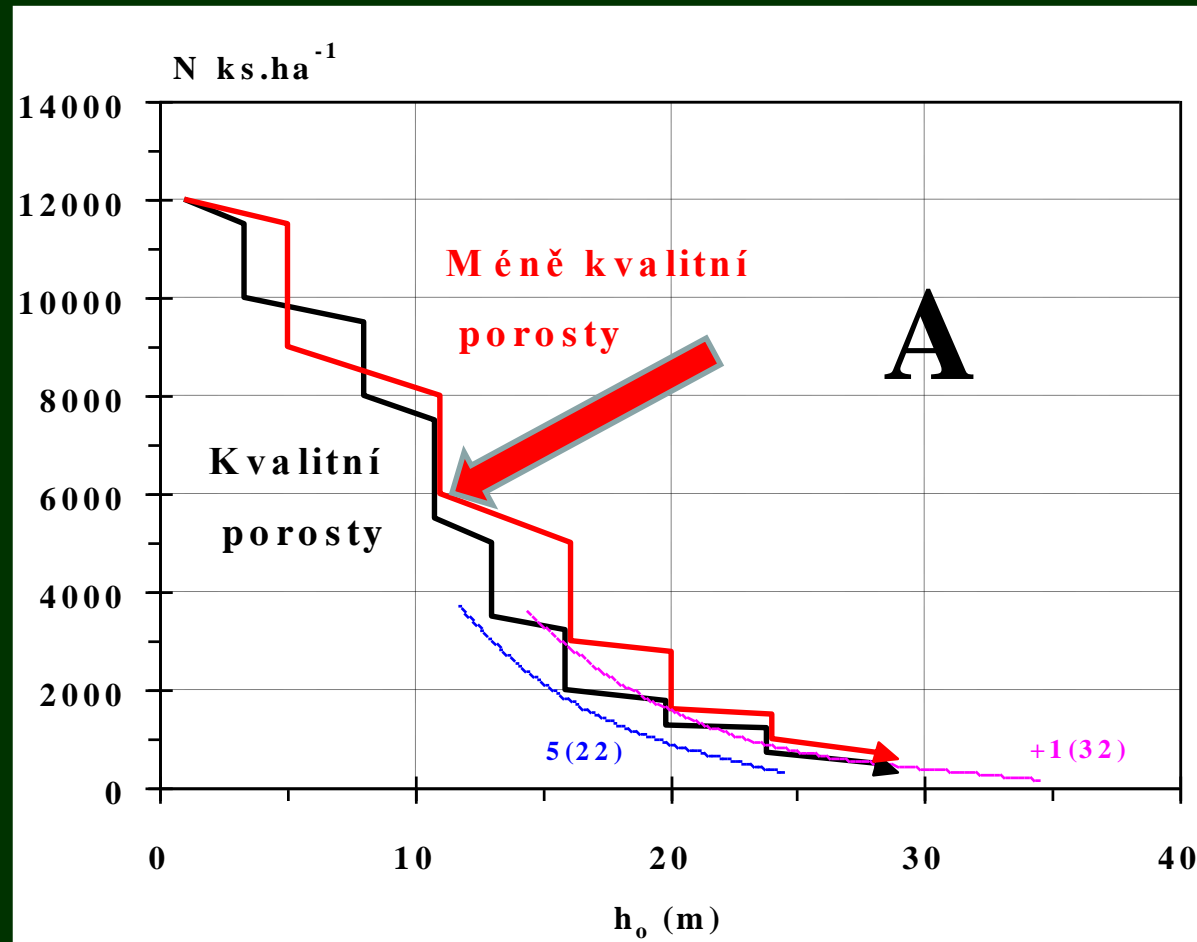 N ks.ha⁻¹
14000
12000
10000
8000
6000
4000
2000
0
Méně kvalitní
porosty
A
Kvalitní
porosty
5(22)
+1(32)
0 10 20 30 40
hₒ (m)